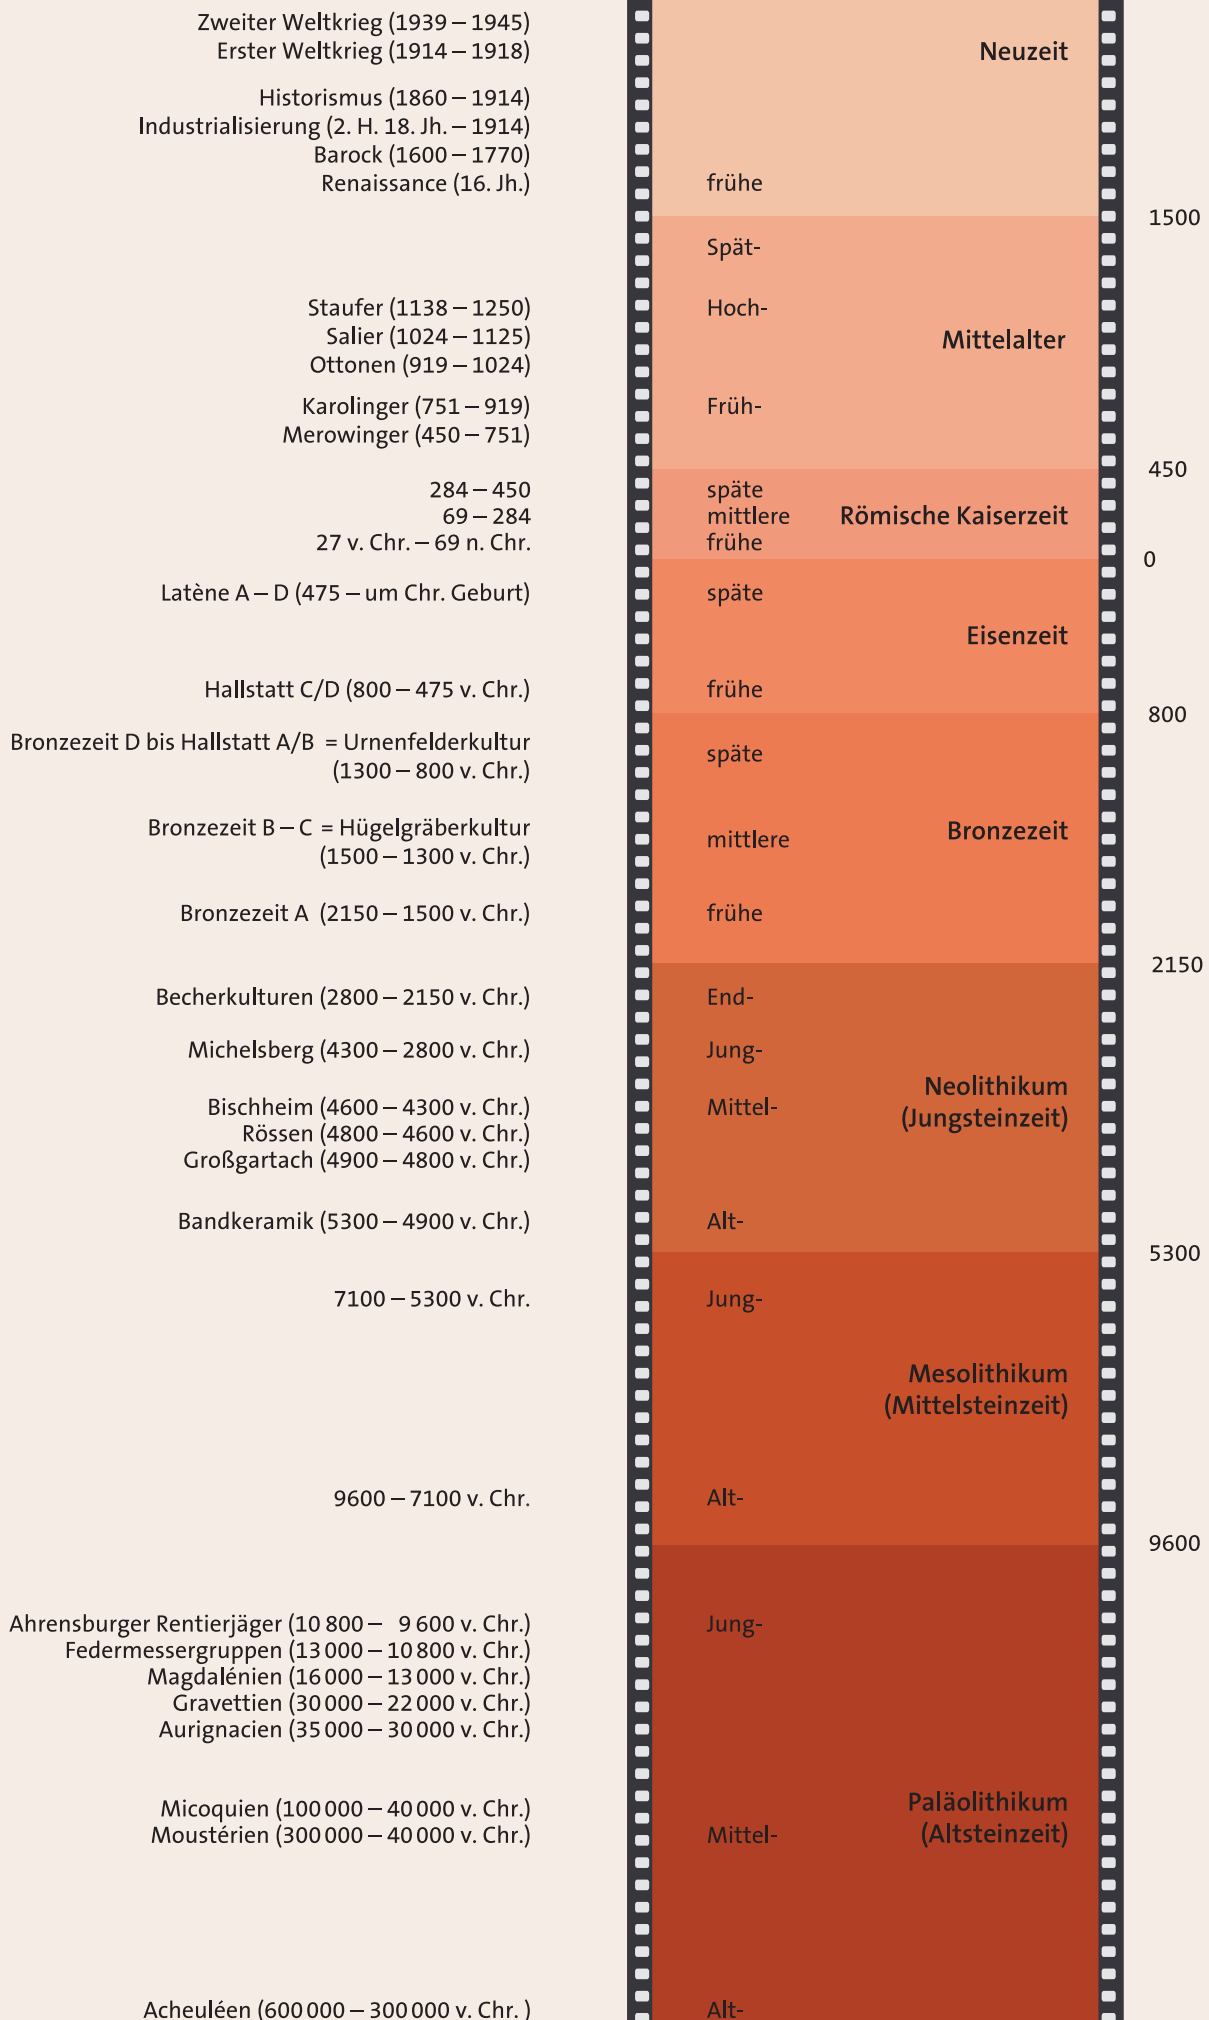 Zweiter Weltkrieg (1939 – 1945)
Erster Weltkrieg (1914 – 1918)
Neuzeit
Historismus (1860 – 1914)
Industrialisierung (2. H. 18. Jh. – 1914)
Barock (1600 – 1770)
Renaissance (16. Jh.)
frühe
1500
Spät-
Staufer (1138 – 1250)
Hoch-
Salier (1024 – 1125)
Mittelalter
Ottonen (919 – 1024)
Karolinger (751 – 919)
Früh-
Merowinger (450 – 751)
450
284 – 450
späte
69 – 284
mittlere
Römische Kaiserzeit
27 v. Chr. – 69 n. Chr.
frühe
0
Latène A – D (475 – um Chr. Geburt)
späte
Eisenzeit
Hallstatt C/D (800 – 475 v. Chr.)
frühe
800
Bronzezeit D bis Hallstatt A/B = Urnenfelderkultur
(1300 – 800 v. Chr.)
späte
Bronzezeit B – C = Hügelgräberkultur
(1500 – 1300 v. Chr.)
mittlere
Bronzezeit
Bronzezeit A (2150 – 1500 v. Chr.)
frühe
2150
Becherkulturen (2800 – 2150 v. Chr.)
End-
Michelsberg (4300 – 2800 v. Chr.)
Jung-
Neolithikum
(Jungsteinzeit)
Bischheim (4600 – 4300 v. Chr.)
Mittel-
Rössen (4800 – 4600 v. Chr.)
Großgartach (4900 – 4800 v. Chr.)
Bandkeramik (5300 – 4900 v. Chr.)
Alt-
5300
7100 – 5300 v. Chr.
Jung-
Mesolithikum
(Mittelsteinzeit)
9600 – 7100 v. Chr.
Alt-
9600
Ahrensburger Rentierjäger (10 800 – 9 600 v. Chr.)
Jung-
Federmessergruppen (13 000 – 10 800 v. Chr.)
Magdalénien (16 000 – 13 000 v. Chr.)
Gravettien (30 000 – 22 000 v. Chr.)
Aurignacien (35 000 – 30 000 v. Chr.)
Paläolithikum
(Altsteinzeit)
Micoquien (100 000 – 40 000 v. Chr.)
Moustérien (300 000 – 40 000 v. Chr.)
Mittel-
Acheuléen (600 000 – 300 000 v. Chr. )
Alt-